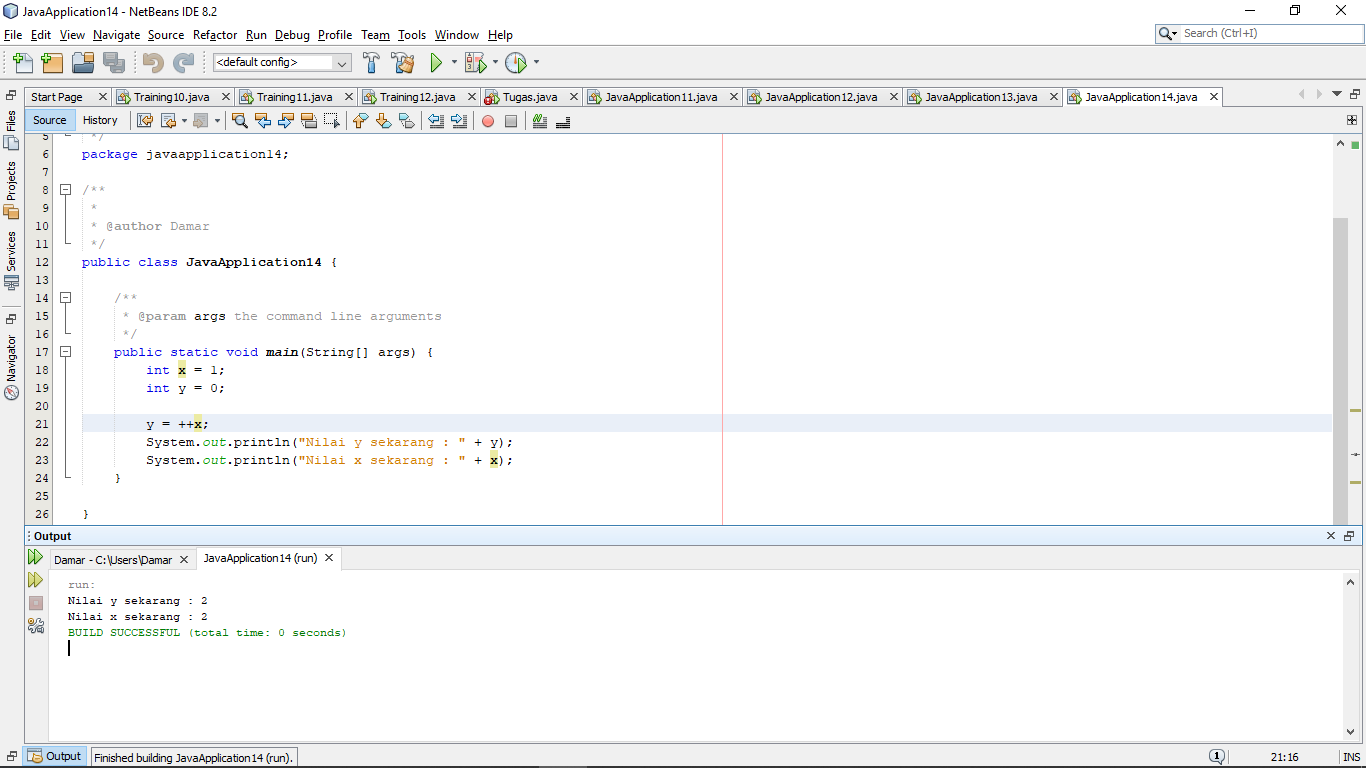 JavaApplication14 - NetBeans IDE 8.2
File Edit View Navigate Source Refactor Run Debug Profile Team Tools Window Help
Search (Ctrl+I)
<default config>
Start Page Training10.java Training11.java Training12.java Tugas.java JavaApplication11.java JavaApplication12.java JavaApplication13.java JavaApplication14.java
Source History
Files
Projects
Services
Navigator
5 */
6 package javaapplication14;
7
8 /**
9 *
10 * @author Damar
11 */
12 public class JavaApplication14 {
13
14 /**
15 * @param args the command line arguments
16 */
17 public static void main(String[] args) {
18 int x = 1;
19 int y = 0;
20
21 y = ++x;
22 System.out.println("Nilai y sekarang : " + y);
23 System.out.println("Nilai x sekarang : " + x);
24 }
25
26 }
Output
Damar - C:\Users\Damar JavaApplication14 (run)
run:
Nilai y sekarang : 2
Nilai x sekarang : 2
BUILD SUCCESSFUL (total time: 0 seconds)
Output Finished building JavaApplication14 (run). 1 21:16 INS